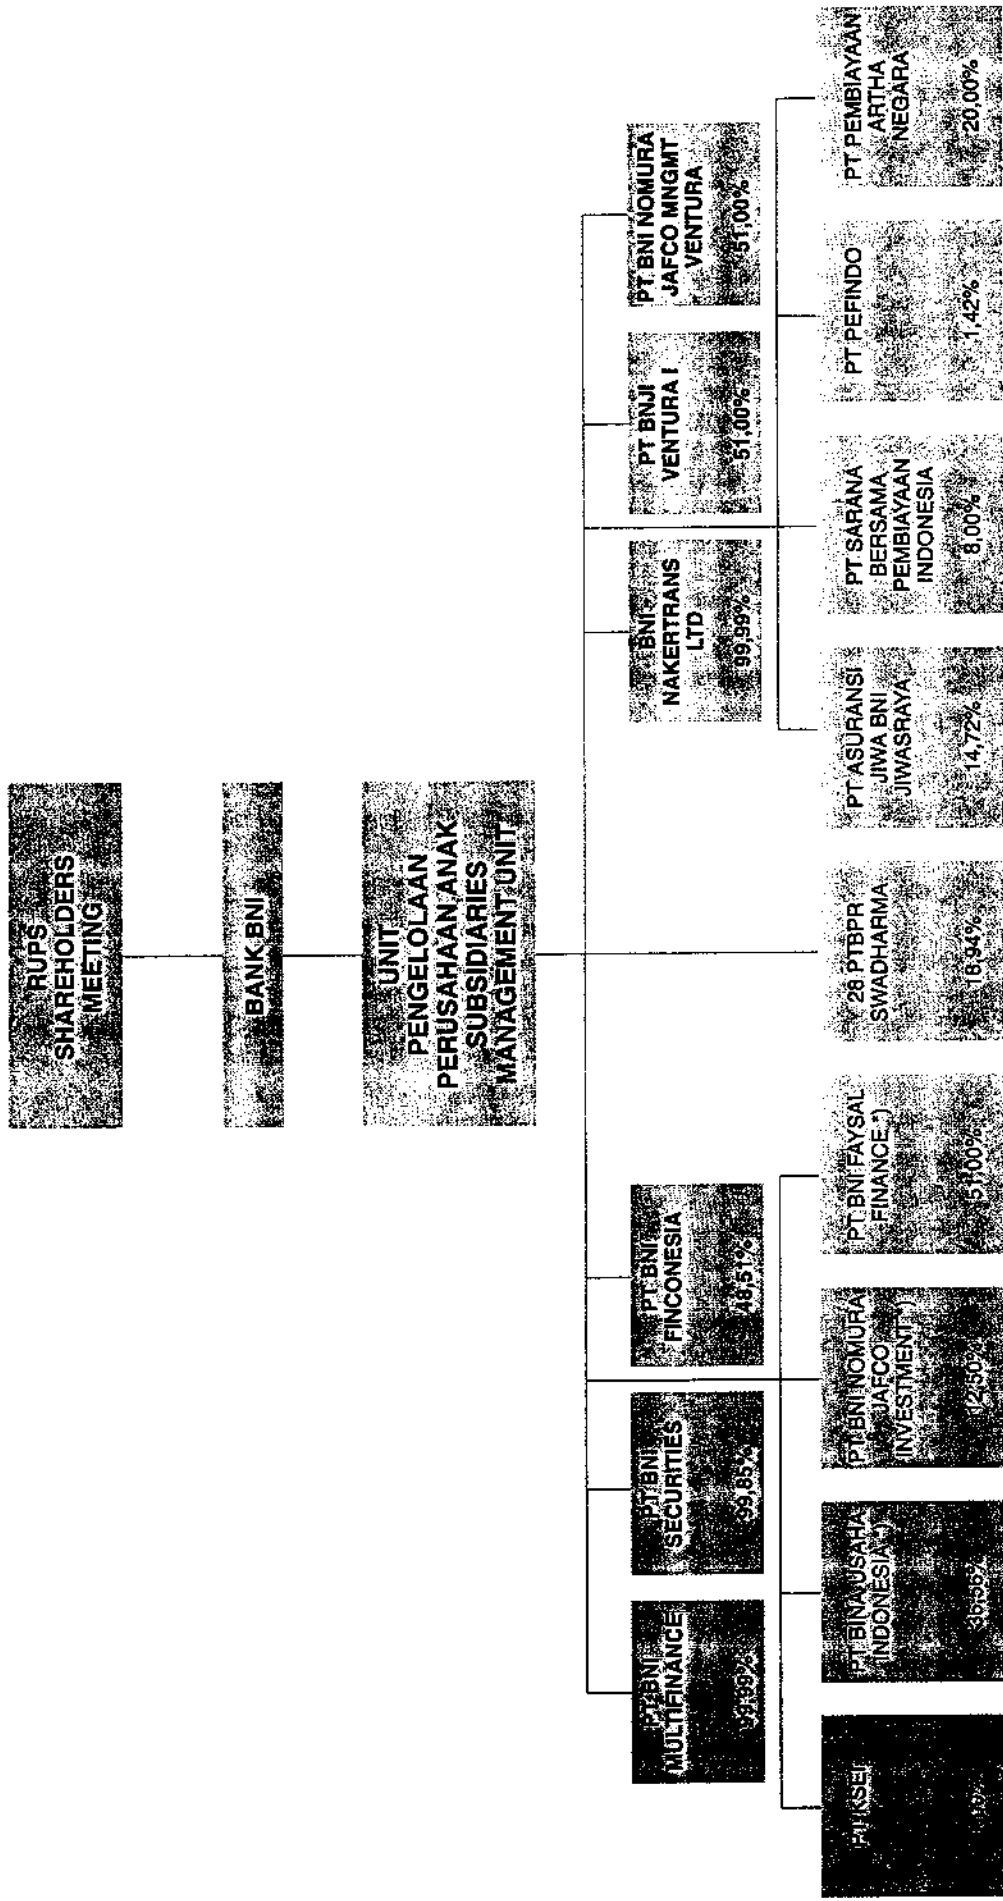 RUPS
SHAREHOLDERS
MEETING
BANK BNI
UNIT
PENGELOLAAN
PERUSAHAAN ANAK
SUBSIDIARIES
MANAGEMENT UNIT
PT BNI
MULTIFINANCE
99,99%
PT BNI
SECURITIES
99,85%
PT BNI
FINCONESIA
48,51%
BNI
NAKERTRANS
LTD
99,99%
PT BNJI
VENTURA I
51,00%
PT BNI NOMURA
JAFCO MNGMT
VENTURA
51,00%
PT KSEI
PT BINA USAHA
INDONESIA
36,56%
PT BNI NOMURA
JAFCO
INVESTMENT *)
12,50%
PT BNI FAYSAL
FINANCE *)
51,00%
28 PTBPR
SWADHARMA
18,94%
PT ASURANSI
JIWA BNI
JIWASRAYA
14,72%
PT SARANA
BERSAMA
PEMBIAYAAN
INDONESIA
8,00%
PT PEFINDO
1,42%
PT PEMBIAYAAN
ARTHA
NEGARA
20,00%